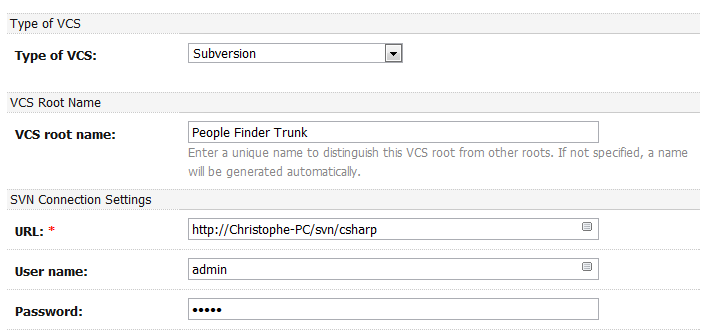 Type of VCS
Type of VCS: Subversion
VCS Root Name
VCS root name: People Finder Trunk
Enter a unique name to distinguish this VCS root from other roots. If not specified, a name
will be generated automatically.
SVN Connection Settings
URL: * http://Christophe-PC/svn/csharp
User name: admin
Password: •••••